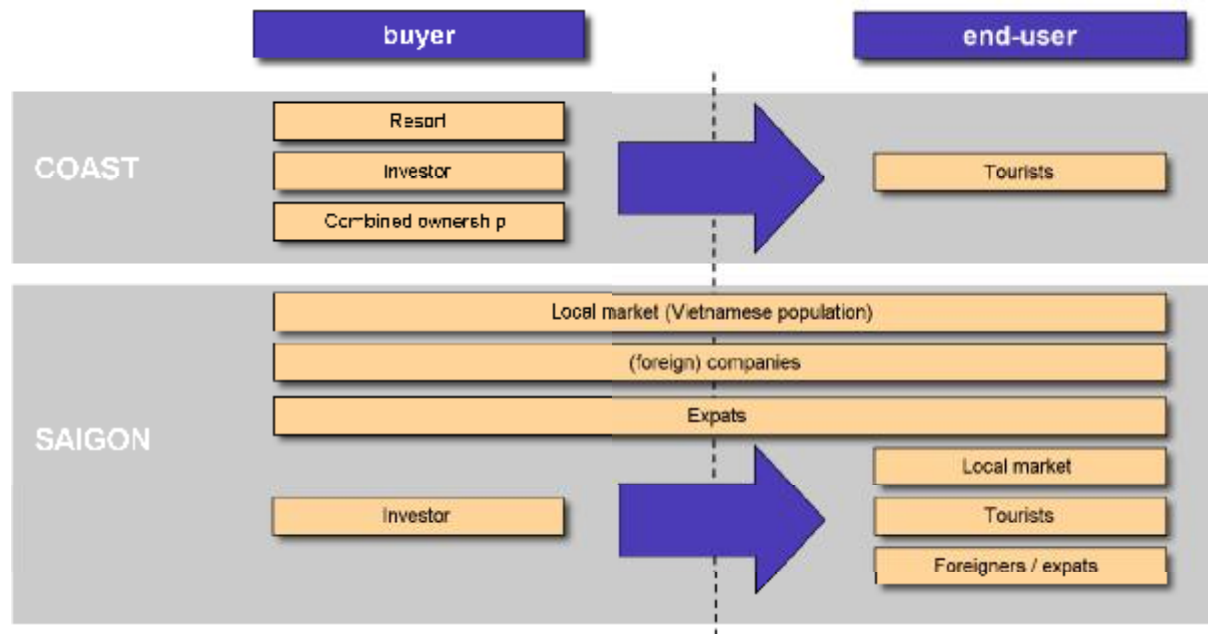 buyer
end-user
COAST
Resort
Investor
Combined ownership
Tourists
SAIGON
Local market (Vietnamese population)
(foreign) companies
Expats
Investor
Local market
Tourists
Foreigners / expats